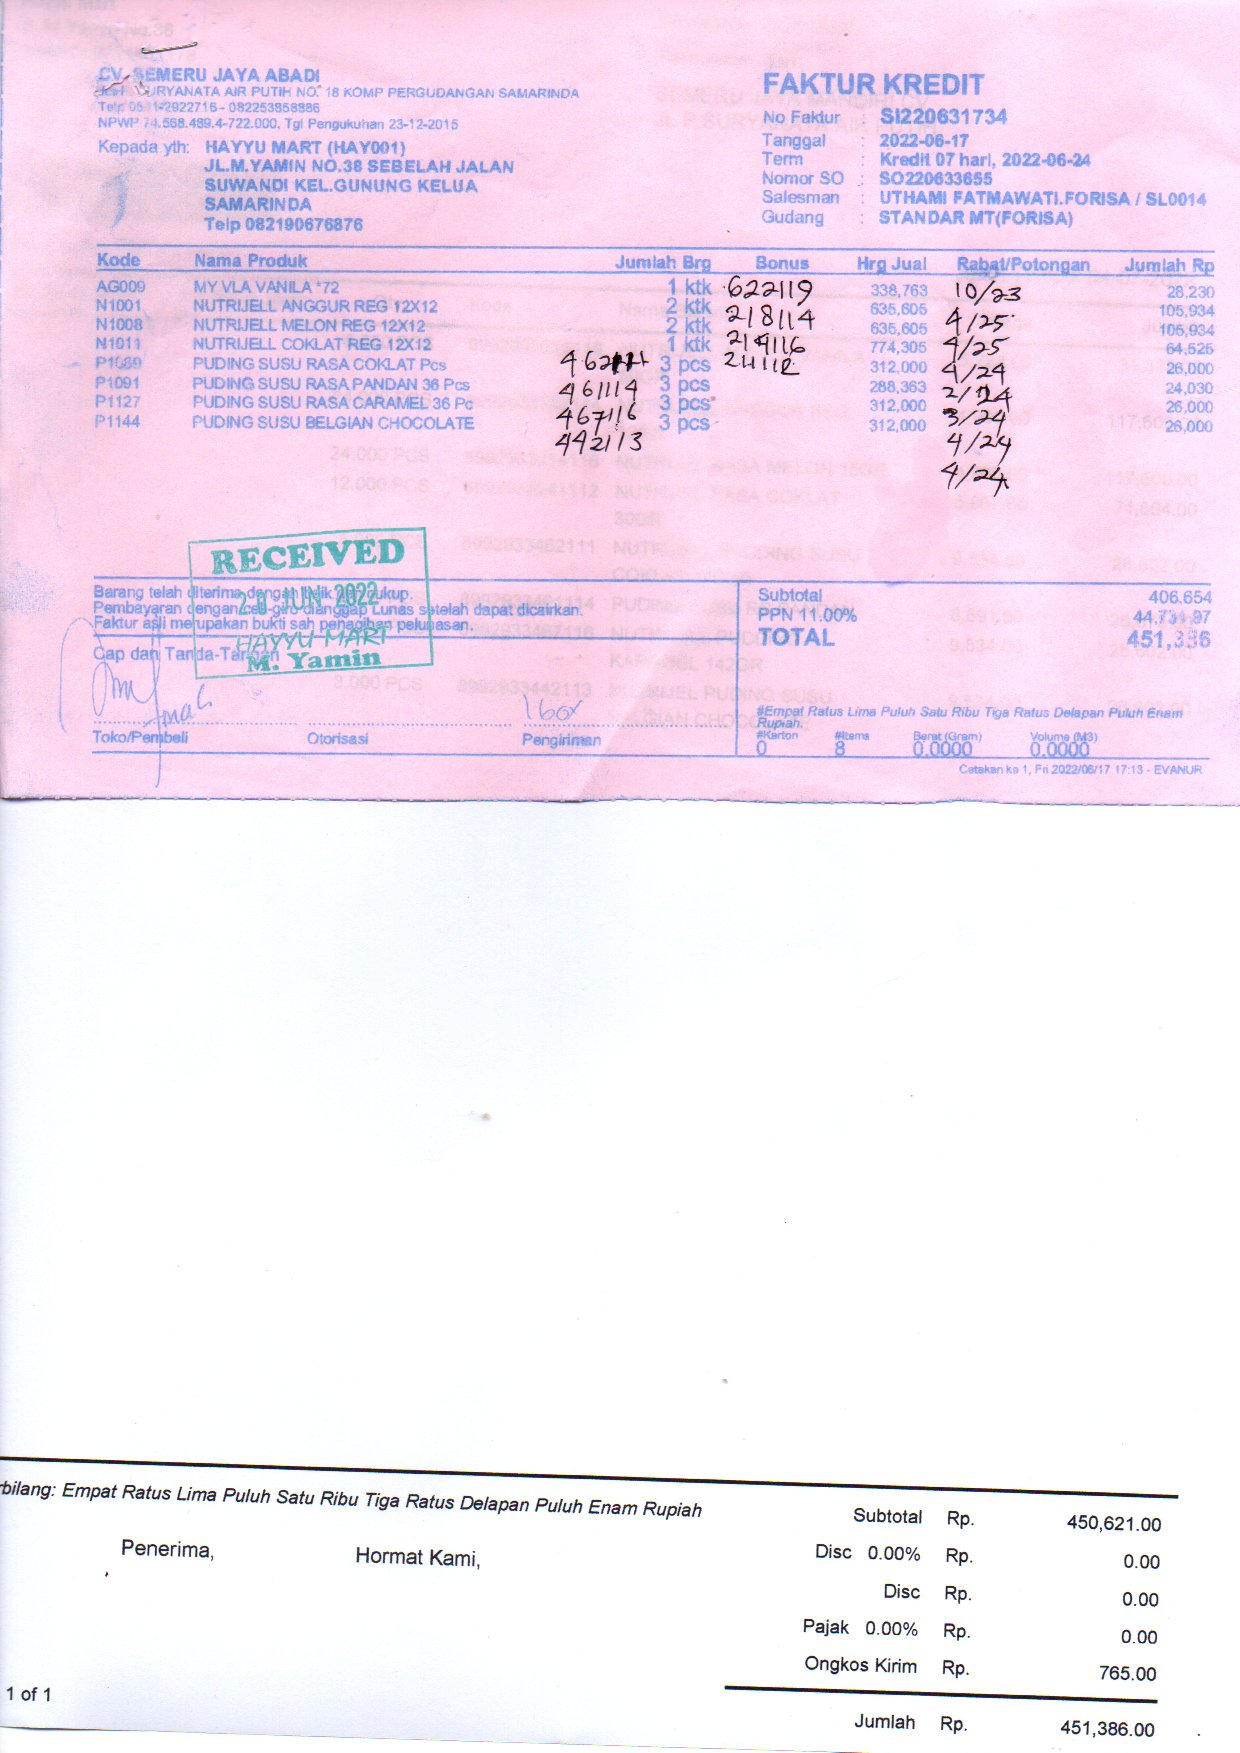 CV. SEMERU JAYA ABADI
SURYANATA AIR PUTIH NO. 18 KOMP PERGUDANGAN SAMARINDA
Telp 0541-2922716 - 082253858886
NPWP 74.568.489.4-722.000, Tgl Pengukuhan 23-12-2015
Kepada yth: HAYYU MART (HAY001)
JL.M.YAMIN NO.38 SEBELAH JALAN
SUWANDI KEL.GUNUNG KELUA
SAMARINDA
Telp 082190676876
FAKTUR KREDIT
No Faktur : SI220631734
Tanggal : 2022-06-17
Term : Kredit 07 hari, 2022-06-24
Nomor SO : SO220633655
Salesman : UTHAMI FATMAWATI.FORISA / SL0014
Gudang : STANDAR MT(FORISA)
Kode Nama Produk Jumlah Brg Bonus Hrg Jual Rabat/Potongan Jumlah Rp
AG009 MY VLA VANILA *72 1 ktk 622119 338,763 10/23 28,230
N1001 NUTRIJELL ANGGUR REG 12X12 2 ktk 218114 635,605 4/25 105,934
N1008 NUTRIJELL MELON REG 12X12 2 ktk 219116 635,605 4/25 105,934
N1011 NUTRIJELL COKLAT REG 12X12 1 ktk 774,305 4/24 64,525
P1089 PUDING SUSU RASA COKLAT Pcs 3 pcs 312,000 26,000
P1091 PUDING SUSU RASA PANDAN 36 Pcs 461114 3 pcs 288,363 3/24 24,030
P1127 PUDING SUSU RASA CARAMEL 36 Pc 467116 3 pcs 312,000 4/24 26,000
P1144 PUDING SUSU BELGIAN CHOCOLATE 442113 3 pcs 312,000 4/24 26,000
RECEIVED
20 JUN 2022
HAYYU MART
M. Yamin
Barang telah diterima dengan baik dan cukup.
Pembayaran dengan cek-giro dianggap Lunas setelah dapat dicairkan.
Faktur asli merupakan bukti sah penagihan pelunasan.
Cap dan Tanda-Tangan
Toko/Pembeli Otorisasi Pengiriman
Subtotal 406,654
PPN 11.00% 44,731.97
TOTAL 451,386
#Empat Ratus Lima Puluh Satu Ribu Tiga Ratus Delapan Puluh Enam
Rupiah.
#Karton #Items Berat (Gram) Volume (M3)
0 8 0.0000 0.0000
Cetakan ke 1, Fri 2022/06/17 17:13 - EVANUR
rbilang: Empat Ratus Lima Puluh Satu Ribu Tiga Ratus Delapan Puluh Enam Rupiah
Penerima, Hormat Kami,
Subtotal Rp. 450,621.00
Disc 0.00% Rp. 0.00
Disc Rp. 0.00
Pajak 0.00% Rp. 0.00
Ongkos Kirim Rp. 765.00
Jumlah Rp. 451,386.00
1 of 1